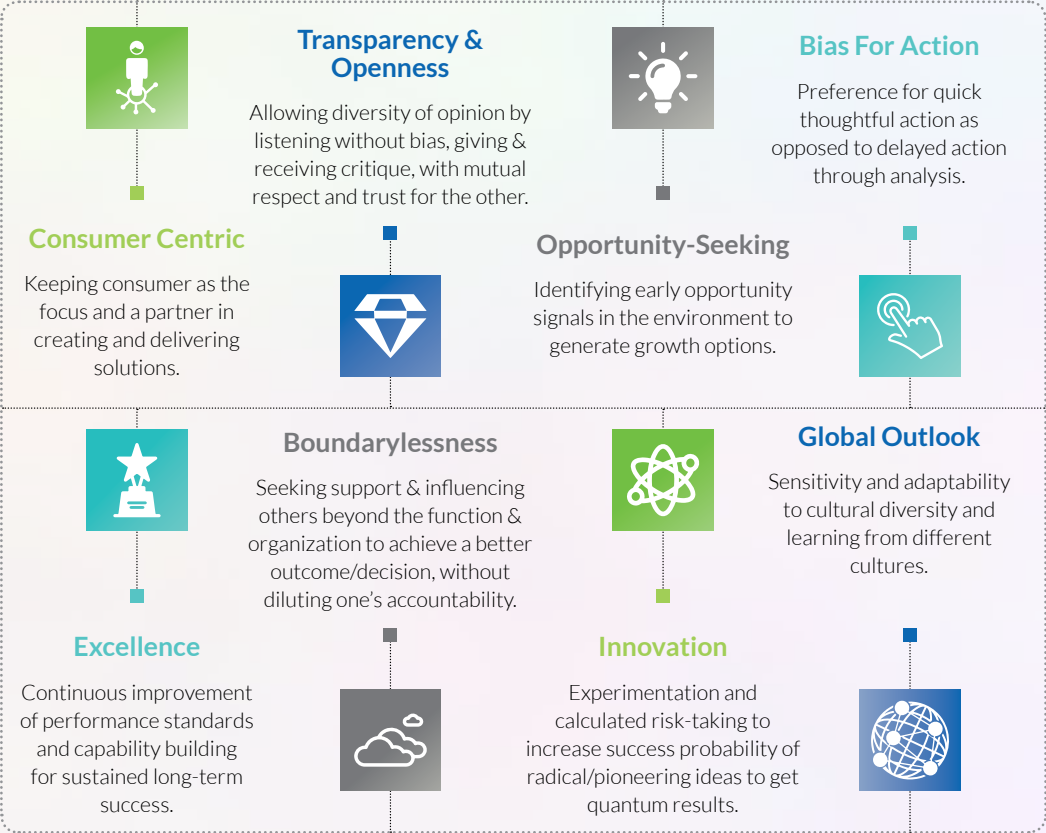 Transparency &
Openness
Allowing diversity of opinion by
listening without bias, giving &
receiving critique, with mutual
respect and trust for the other.
Bias For Action
Preference for quick
thoughtful action as
opposed to delayed action
through analysis.
Consumer Centric
Keeping consumer as the
focus and a partner in
creating and delivering
solutions.
Opportunity-Seeking
Identifying early opportunity
signals in the environment to
generate growth options.
Boundarylessness
Seeking support & influencing
others beyond the function &
organization to achieve a better
outcome/decision, without
diluting one’s accountability.
Global Outlook
Sensitivity and adaptability
to cultural diversity and
learning from different
cultures.
Excellence
Continuous improvement
of performance standards
and capability building
for sustained long-term
success.
Innovation
Experimentation and
calculated risk-taking to
increase success probability of
radical/pioneering ideas to get
quantum results.